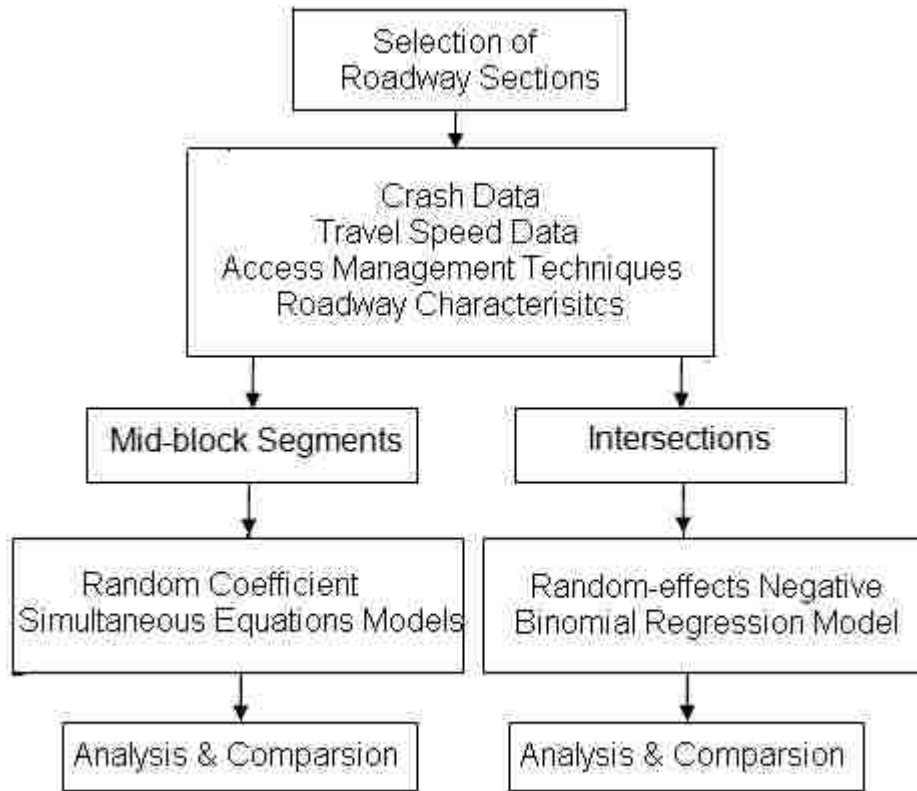 Selection of
Roadway Sections
Crash Data
Travel Speed Data
Access Management Techniques
Roadway Characterisitcs
Mid-block Segments
Intersections
Random Coefficient
Simultaneous Equations Models
Random-effects Negative
Binomial Regression Model
Analysis & Comparsion
Analysis & Comparsion